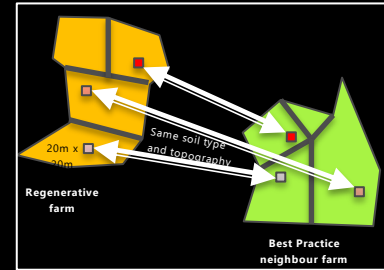 Same soil type
and topography
20m x
20m
Regenerative
farm
Best Practice
neighbour farm